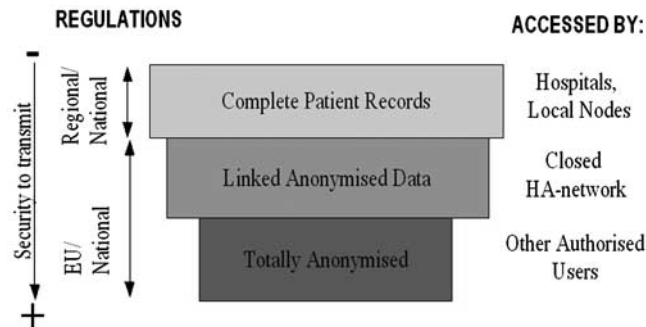 REGULATIONS
ACCESSED BY:
-
Security to transmit
+
Regional/
National
EU/
National
Complete Patient Records
Linked Anonymised Data
Totally Anonymised
Hospitals,
Local Nodes
Closed
HA-network
Other Authorised
Users